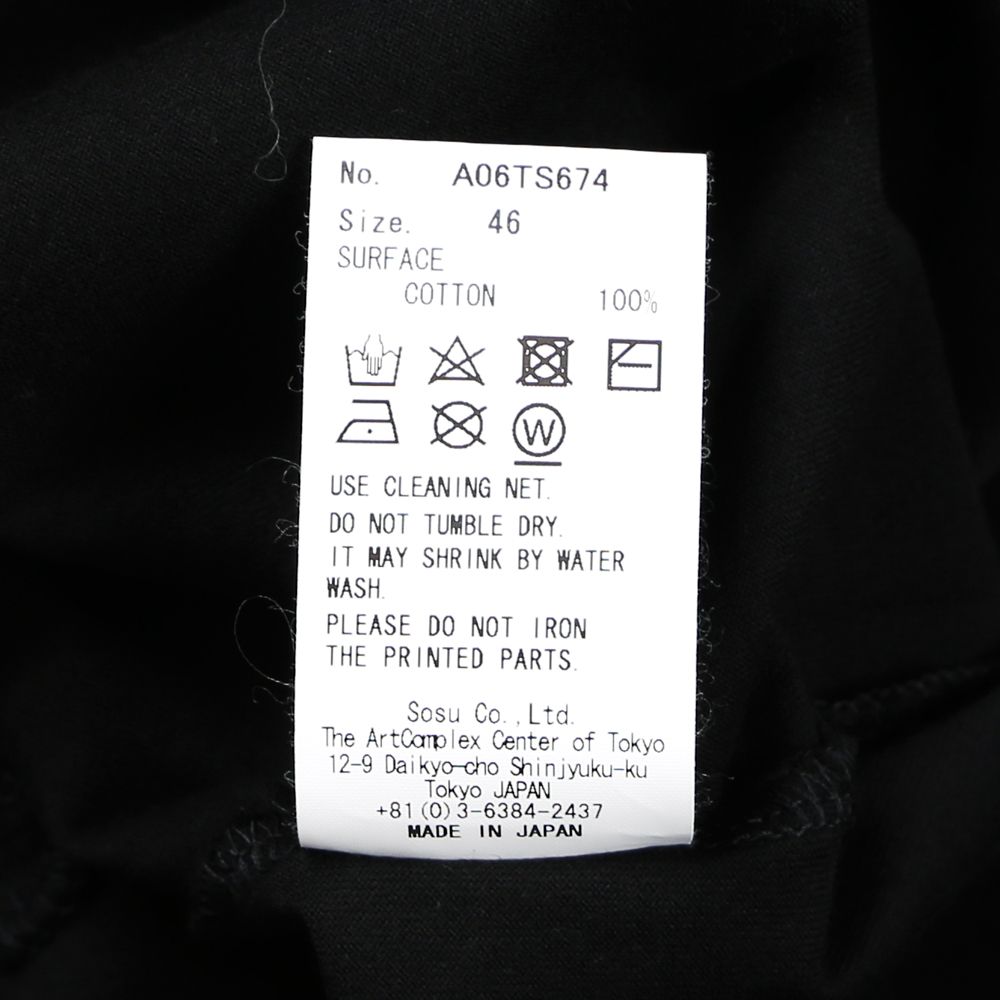 No. A06TS674
Size. 46
SURFACE
COTTON 100%
W
USE CLEANING NET.
DO NOT TUMBLE DRY.
IT MAY SHRINK BY WATER
WASH.
PLEASE DO NOT IRON
THE PRINTED PARTS.
Sosu Co.,Ltd.
The ArtComplex Center of Tokyo
12-9 Daikyo-cho Shinjyuku-ku
Tokyo JAPAN
+81(0)3-6384-2437
MADE IN JAPAN